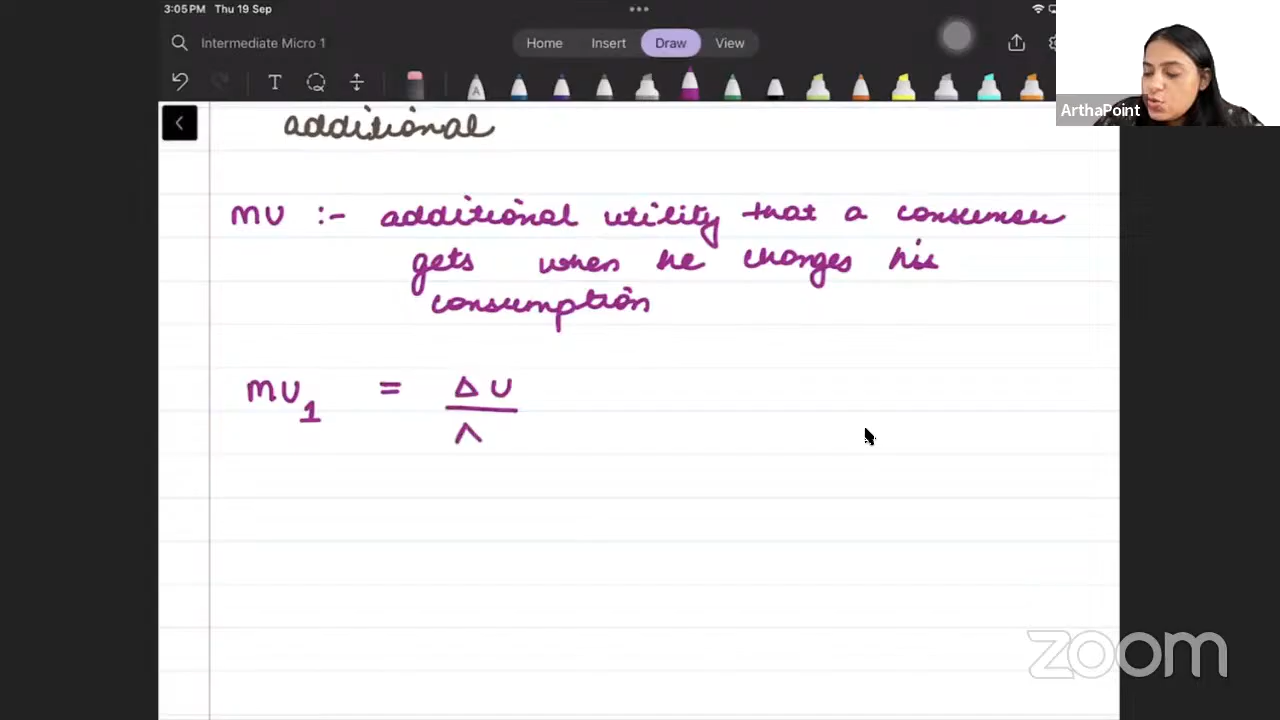 3:05 PM Thu 19 Sep
Intermediate Micro 1
Home Insert Draw View
T
A
ArthaPoint
additional
MU :- additional utility that a consumer
gets when he changes his
consumption
MU₁ = ΔU
Λ
zoom